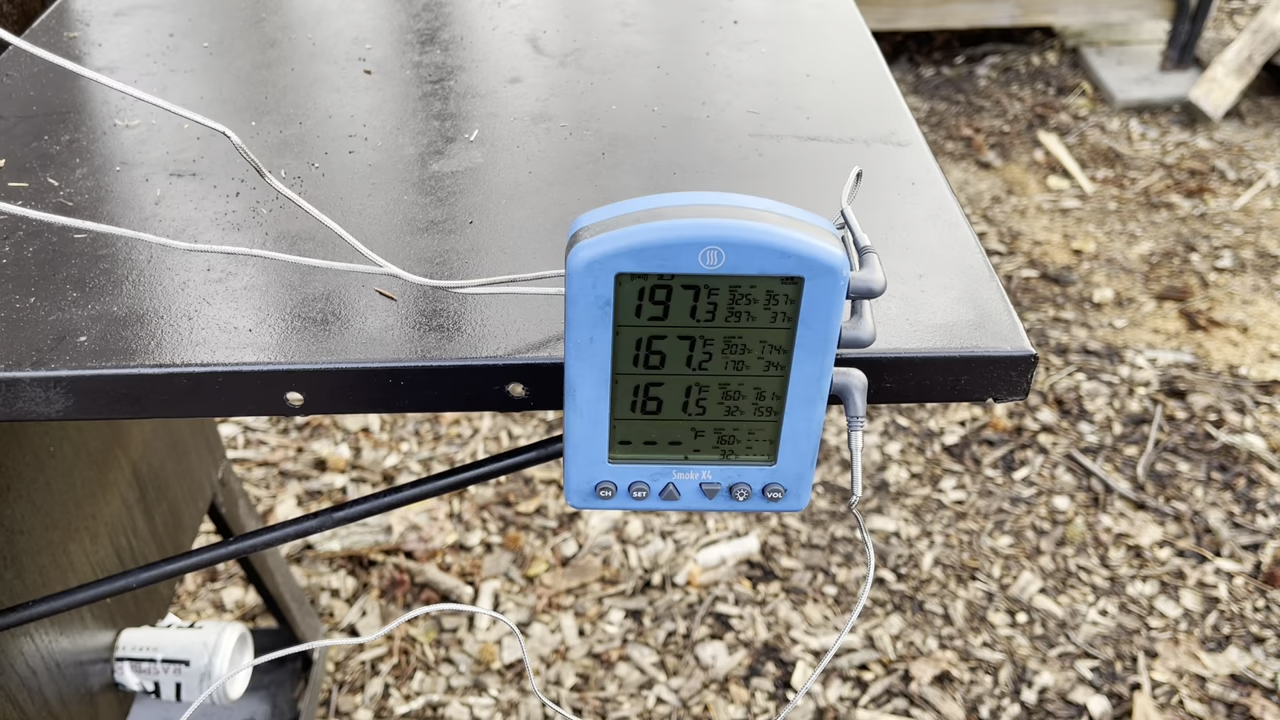 197.3°F 325°F 357°F
297°F 37°F
167.2°F 203°F 174°F
170°F 34°F
161.5°F 160°F 161°F
32°F 159°F
- - - °F 160°F - - -
32°F
Smoke X4
CH SET VOL